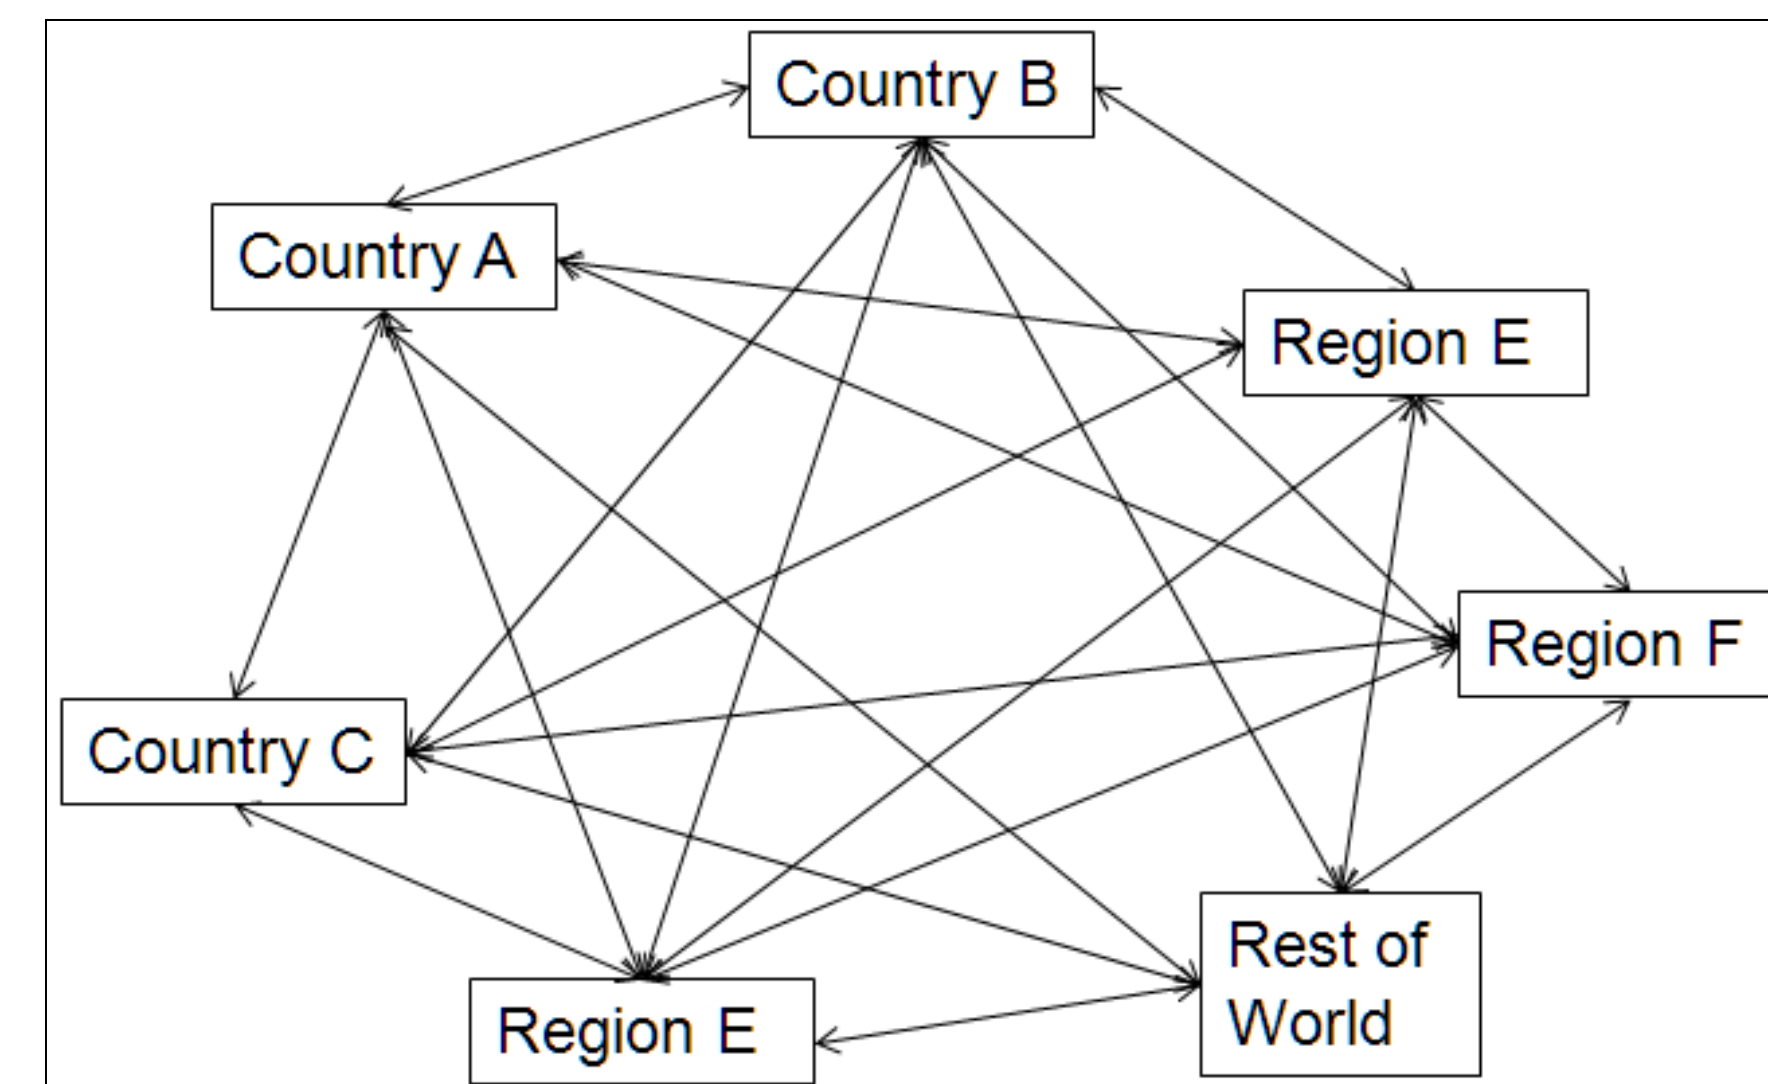 Country B
Country A
Region E
Region F
Country C
Rest of
World
Region E